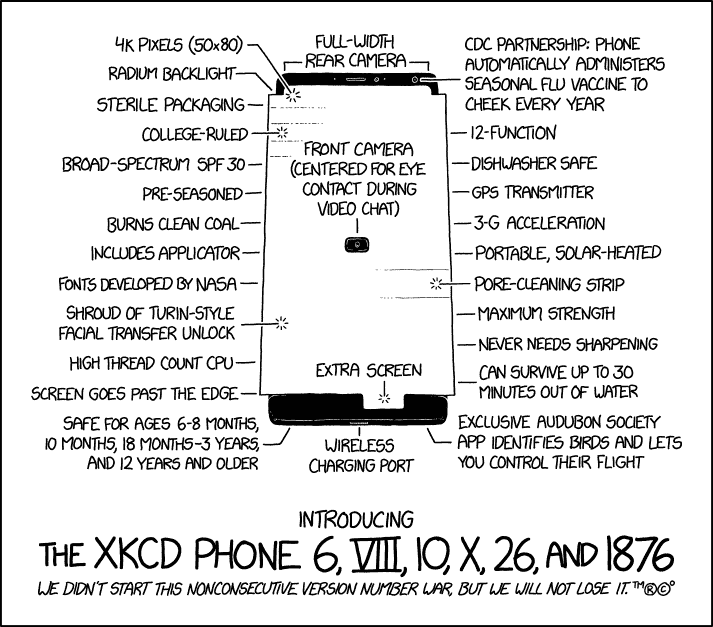 4K PIXELS (50x80)
RADIUM BACKLIGHT
STERILE PACKAGING
COLLEGE-RULED
BROAD-SPECTRUM SPF 30
PRE-SEASONED
BURNS CLEAN COAL
INCLUDES APPLICATOR
FONTS DEVELOPED BY NASA
SHROUD OF TURIN-STYLE
FACIAL TRANSFER UNLOCK
HIGH THREAD COUNT CPU
SCREEN GOES PAST THE EDGE
SAFE FOR AGES 6-8 MONTHS,
10 MONTHS, 18 MONTHS-3 YEARS,
AND 12 YEARS AND OLDER
FULL-WIDTH
REAR CAMERA
FRONT CAMERA
(CENTERED FOR EYE
CONTACT DURING
VIDEO CHAT)
EXTRA SCREEN
WIRELESS
CHARGING PORT
CDC PARTNERSHIP: PHONE
AUTOMATICALLY ADMINISTERS
SEASONAL FLU VACCINE TO
CHEEK EVERY YEAR
12-FUNCTION
DISHWASHER SAFE
GPS TRANSMITTER
3-G ACCELERATION
PORTABLE, SOLAR-HEATED
PORE-CLEANING STRIP
MAXIMUM STRENGTH
NEVER NEEDS SHARPENING
CAN SURVIVE UP TO 30
MINUTES OUT OF WATER
EXCLUSIVE AUDUBON SOCIETY
APP IDENTIFIES BIRDS AND LETS
YOU CONTROL THEIR FLIGHT
INTRODUCING
THE XKCD PHONE 6, VIII, 10, X, 26, AND 1876
WE DIDN'T START THIS NONCONSECUTIVE VERSION NUMBER WAR, BUT WE WILL NOT LOSE IT.™®©°